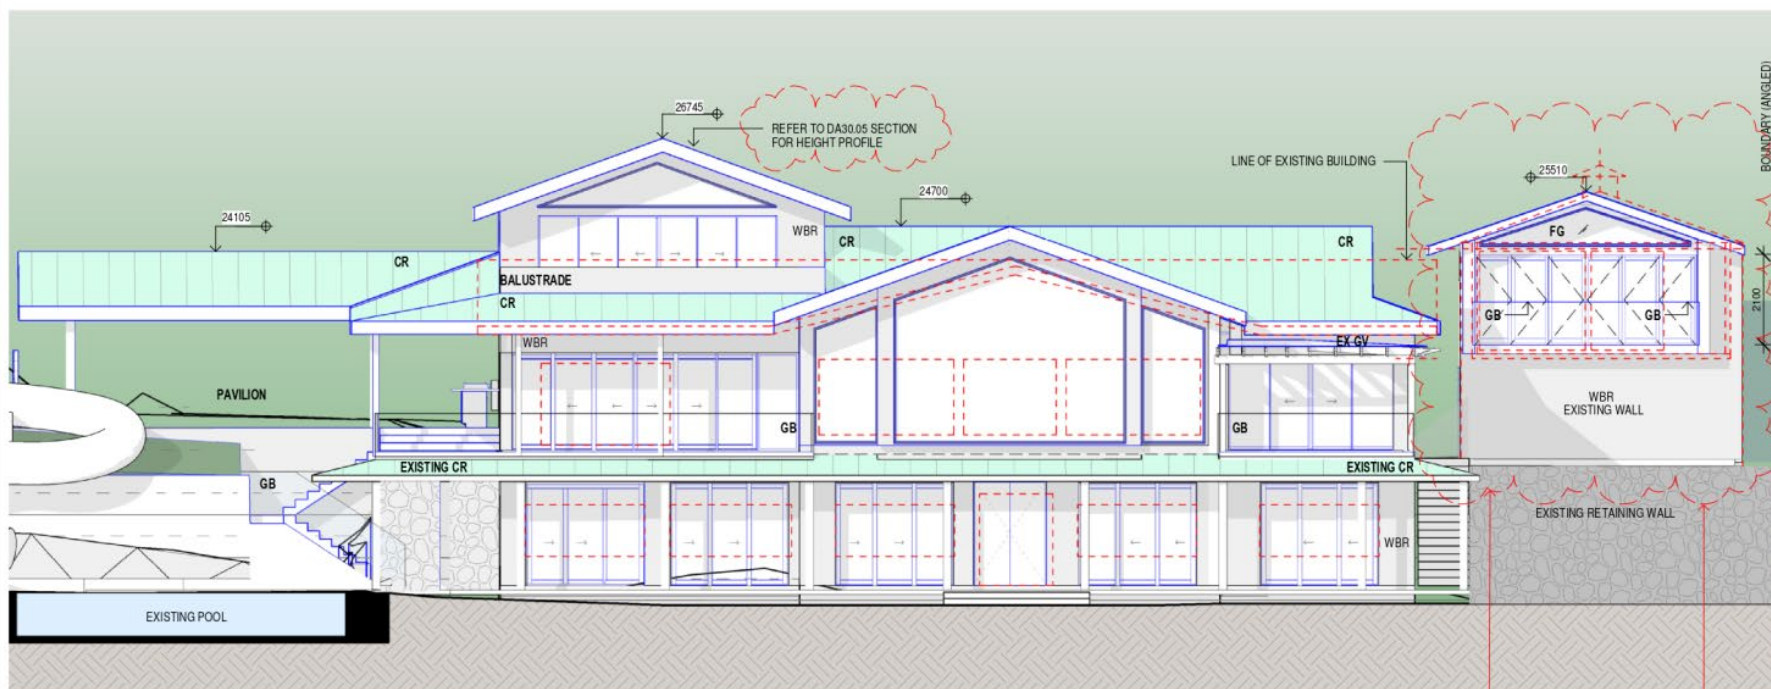 26745
REFER TO DA30.05 SECTION
FOR HEIGHT PROFILE
LINE OF EXISTING BUILDING
BOUNDARY (ANGLED)
25510
24700
24105
WBR
FG
CR
CR
CR
BALUSTRADE
CR
2100
GB
GB
WBR
EX GV
PAVILION
WBR
EXISTING WALL
GB
GB
EXISTING CR
EXISTING CR
GB
EXISTING RETAINING WALL
WBR
EXISTING POOL